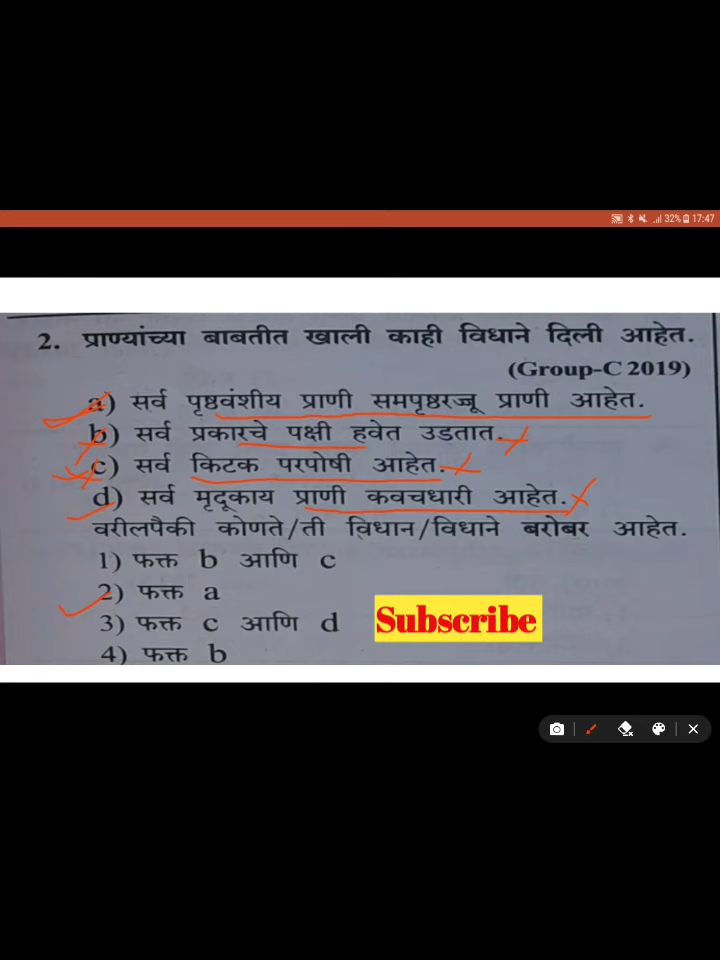 32% 17:47
2. प्राण्यांच्या बाबतीत खाली काही विधाने दिली आहेत.
(Group-C 2019)
a) सर्व पृष्ठवंशीय प्राणी समपृष्ठरज्जू प्राणी आहेत.
b) सर्व प्रकारचे पक्षी हवेत उडतात.
c) सर्व किटक परपोषी आहेत.
d) सर्व मृदूकाय प्राणी कवचधारी आहेत.
वरीलपैकी कोणते/ती विधान/विधाने बरोबर आहेत.
1) फक्त b आणि c
2) फक्त a
3) फक्त c आणि d
Subscribe
4) फक्त b